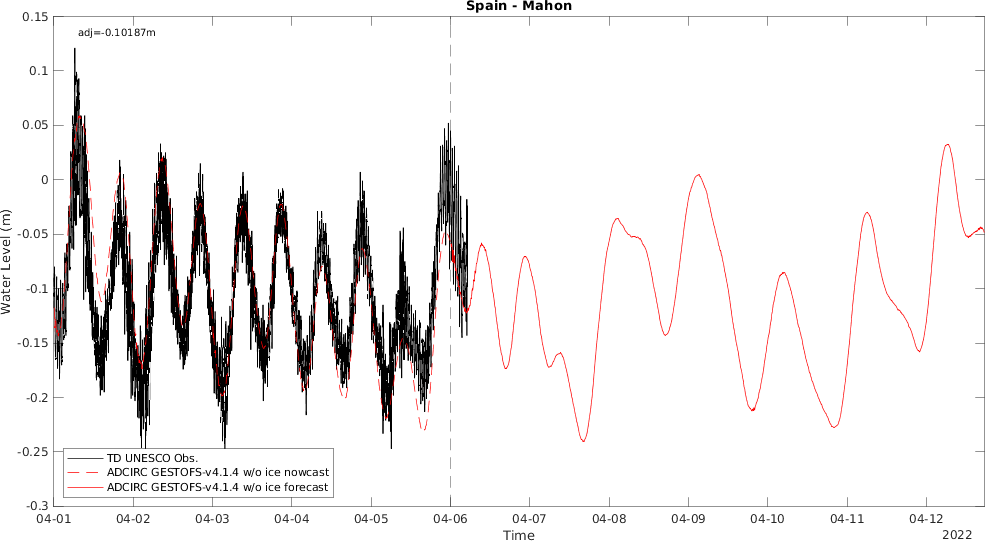 Spain - Mahon
adj=-0.10187m
0.15
0.1
0.05
0
-0.05
-0.1
-0.15
-0.2
-0.25
-0.3
Water Level (m)
TD UNESCO Obs.
ADCIRC GESTOFS-v4.1.4 w/o ice nowcast
ADCIRC GESTOFS-v4.1.4 w/o ice forecast
04-01 04-02 04-03 04-04 04-05 04-06 04-07 04-08 04-09 04-10 04-11 04-12
Time
2022